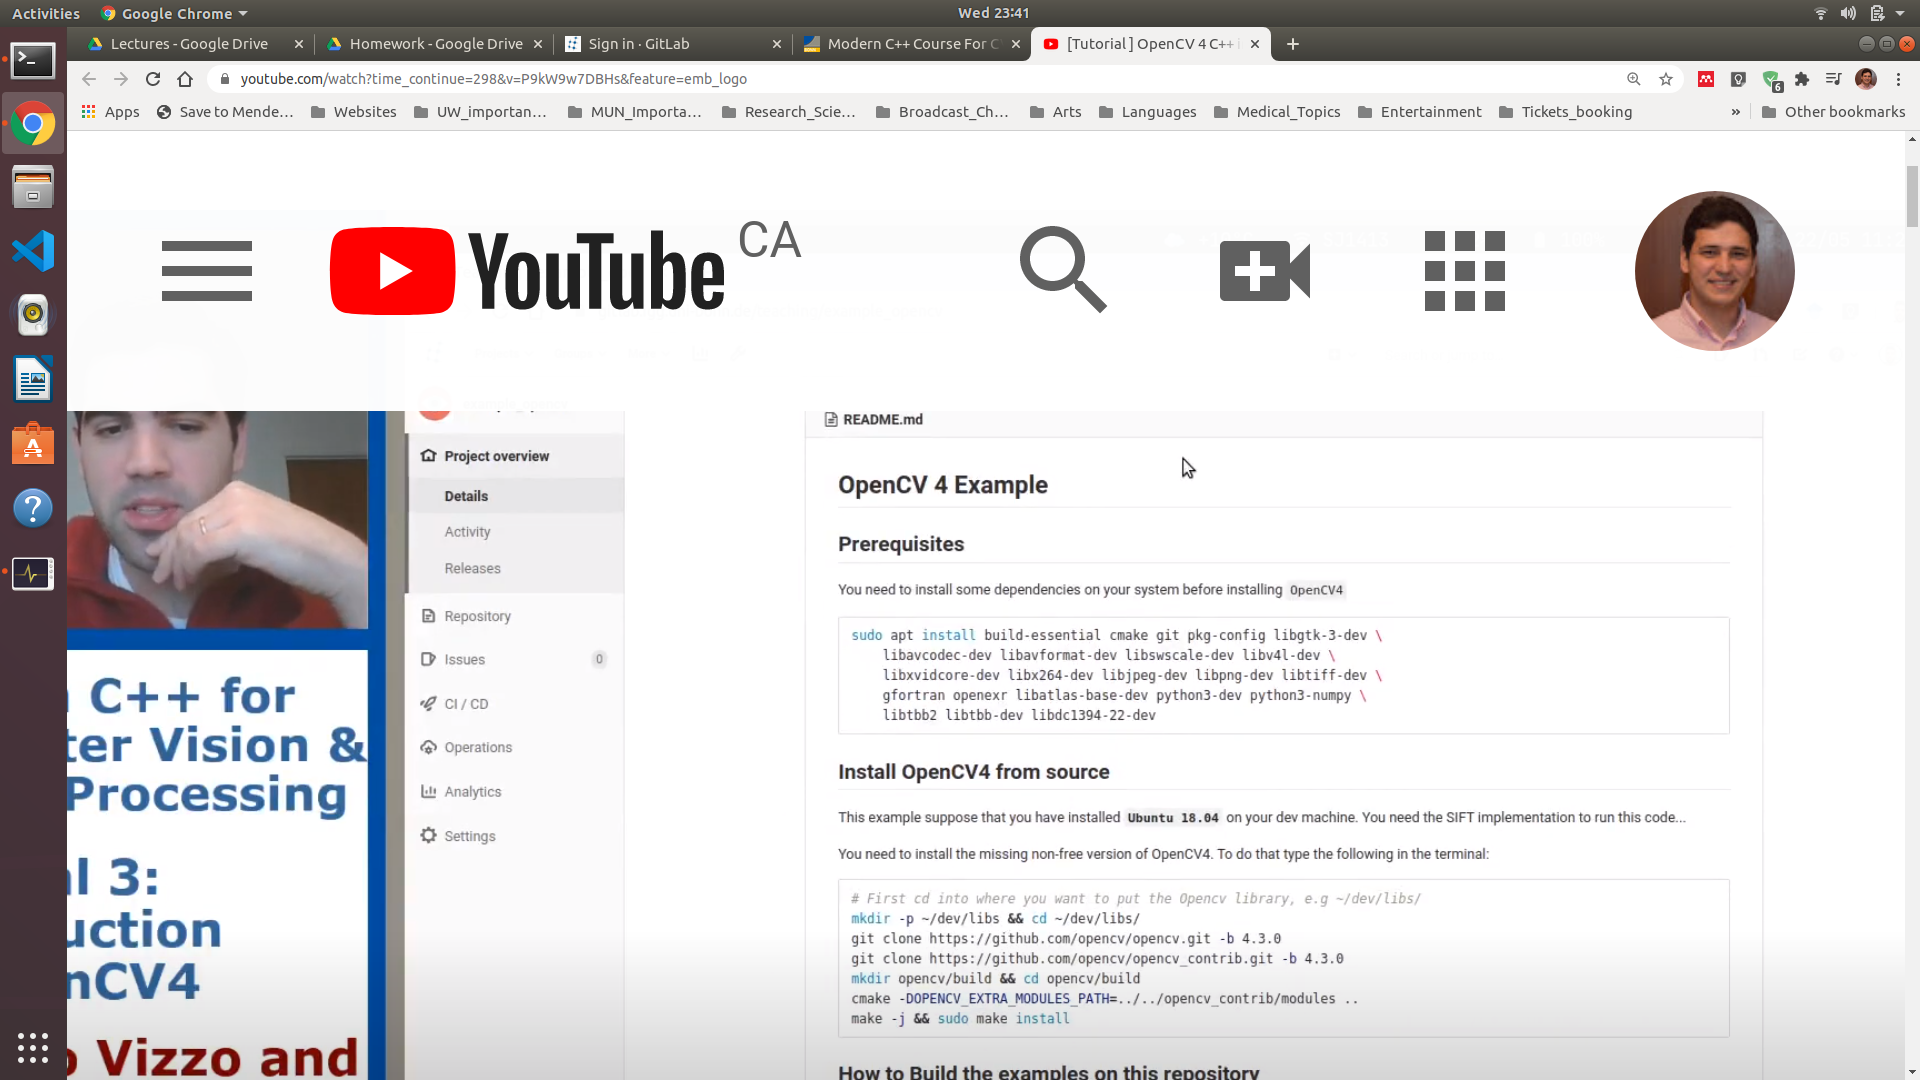 Activities
Google Chrome
Wed 23:41
Lectures - Google Drive
Homework - Google Drive
Sign in · GitLab
Modern C++ Course For C
[Tutorial ] OpenCV 4 C++
youtube.com/watch?time_continue=298&v=P9kW9w7DBHs&feature=emb_logo
6
Apps
Save to Mende...
Websites
UW_importan...
MUN_Importa...
Research_Scie...
Broadcast_Ch...
Arts
Languages
Medical_Topics
Entertainment
Tickets_booking
»
Other bookmarks
YouTube CA
Project overview
Details
Activity
Releases
Repository
Issues 0
CI / CD
Operations
Analytics
Settings
C++ for
ter Vision &
Processing
l 3:
uction
nCV4
o Vizzo and
README.md
OpenCV 4 Example
Prerequisites
You need to install some dependencies on your system before installing OpenCV4
sudo apt install build-essential cmake git pkg-config libgtk-3-dev \
libavcodec-dev libavformat-dev libswscale-dev libv4l-dev \
libxvidcore-dev libx264-dev libjpeg-dev libpng-dev libtiff-dev \
gfortran openexr libatlas-base-dev python3-dev python3-numpy \
libtbb2 libtbb-dev libdc1394-22-dev
Install OpenCV4 from source
This example suppose that you have installed Ubuntu 18.04 on your dev machine. You need the SIFT implementation to run this code...
You need to install the missing non-free version of OpenCV4. To do that type the following in the terminal:
# First cd into where you want to put the Opencv library, e.g ~/dev/libs/
mkdir -p ~/dev/libs && cd ~/dev/libs/
git clone https://github.com/opencv/opencv.git -b 4.3.0
git clone https://github.com/opencv/opencv_contrib.git -b 4.3.0
mkdir opencv/build && cd opencv/build
cmake -DOPENCV_EXTRA_MODULES_PATH=../../opencv_contrib/modules ..
make -j && sudo make install
How to Build the examples on this repository